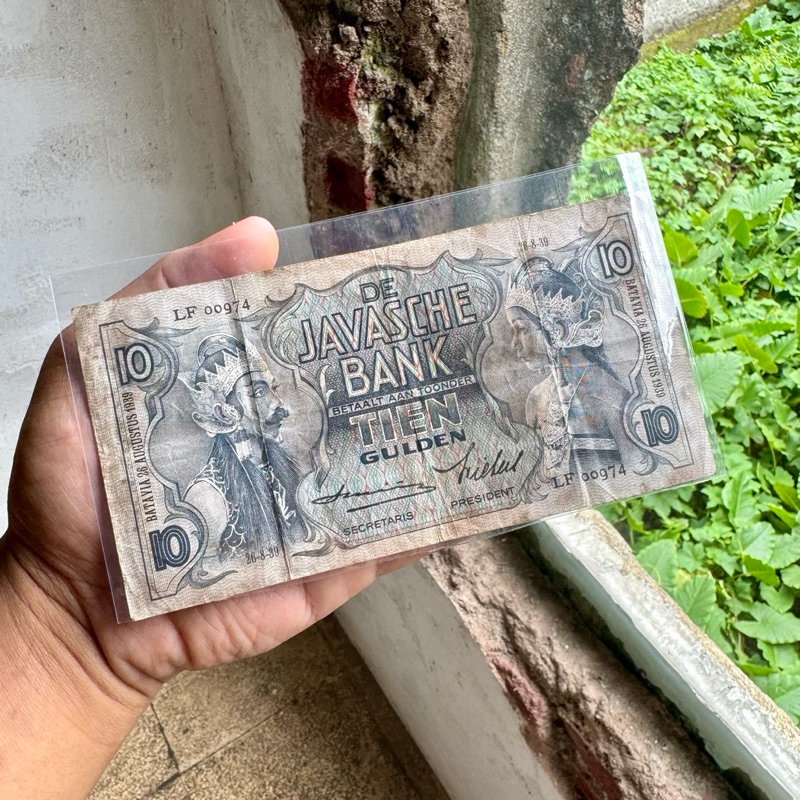 26-8-39
LF 00974
10
10
DE
JAVASCHE
BANK
BETAALT AAN TOONDER
TIEN
GULDEN
BATAVIA 26 AUGUSTUS 1939
BATAVIA 26 AUGUSTUS 1939
SECRETARIS
PRESIDENT
10
10
LF 00974
26-8-39